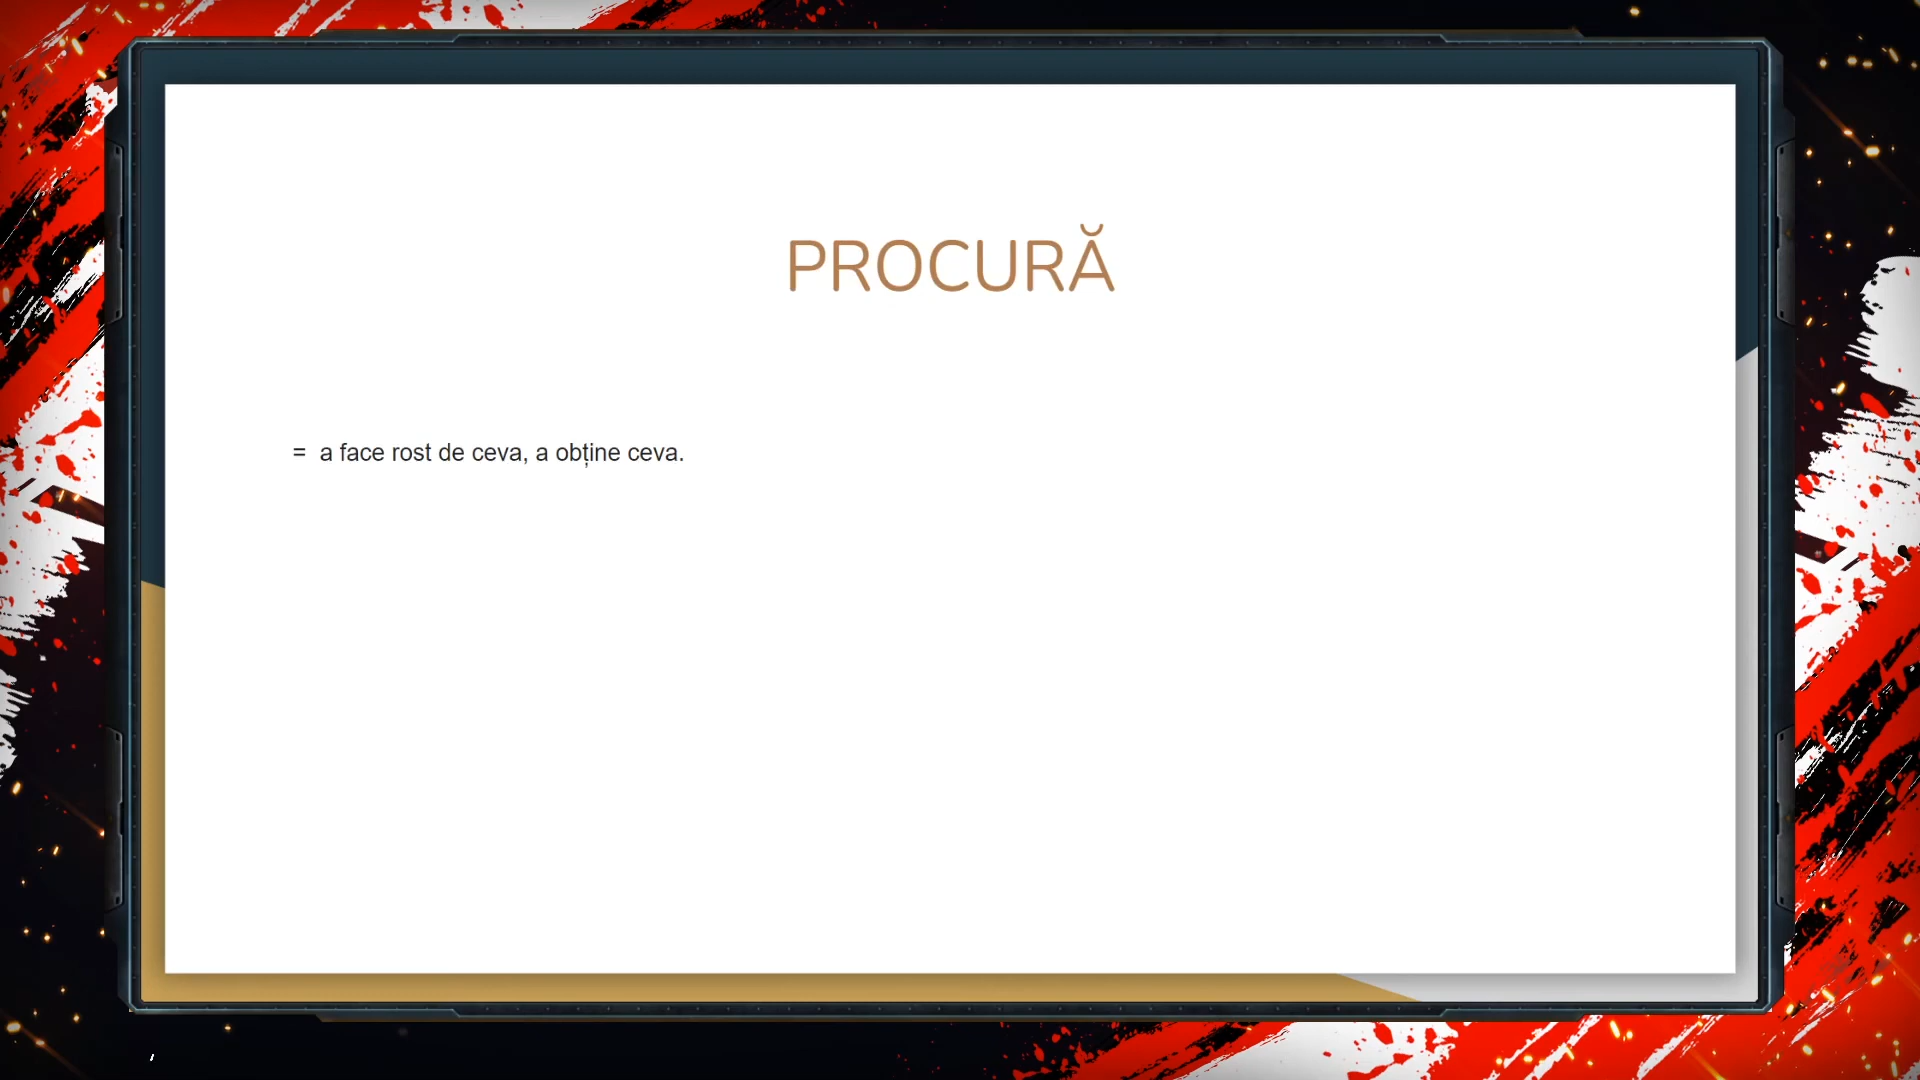 PROCURĂ
= a face rost de ceva, a obține ceva.